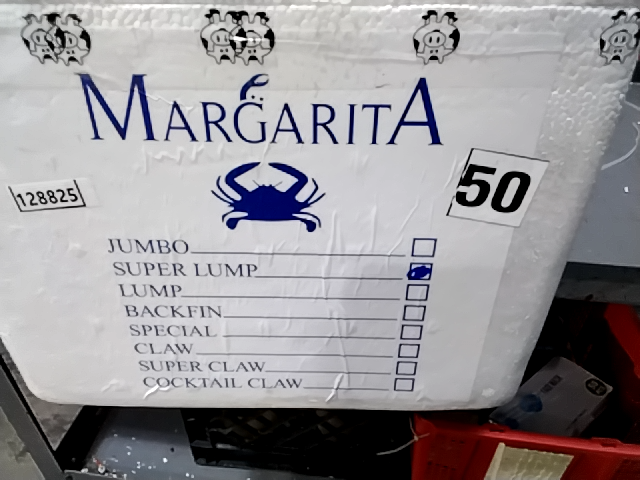 MARGARITA
128825
50
JUMBO
SUPER LUMP
LUMP
BACKFIN
SPECIAL
CLAW
SUPER CLAW
COCKTAIL CLAW